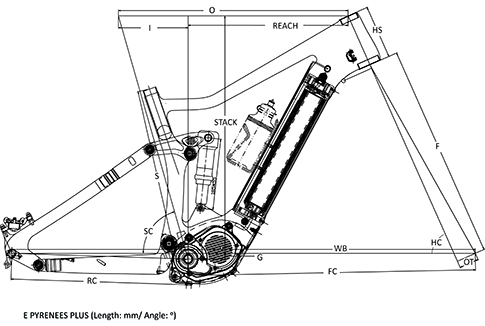 O
I
REACH
HS
STACK
F
S
SC
HC
WB
G
OT
RC
FC
E PYRENEES PLUS (Length: mm/ Angle: º)